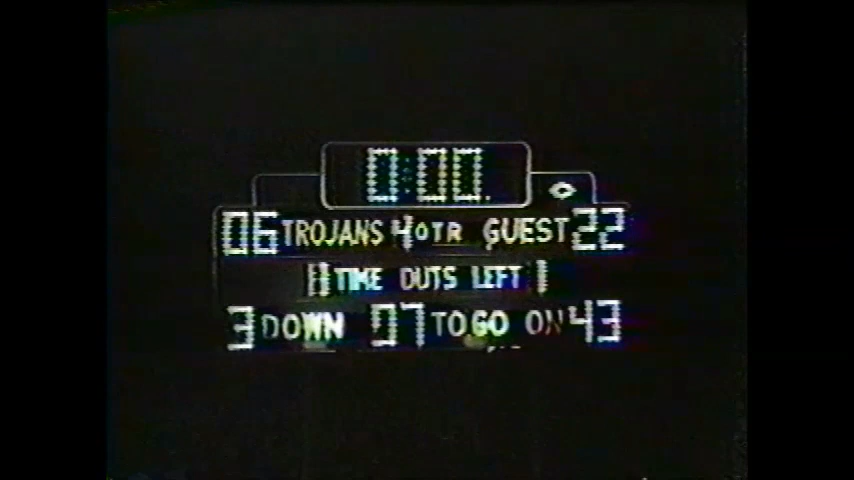 0:00
06 TROJANS 4 QTR GUEST 22
TIME OUTS LEFT 1
3 DOWN 07 TO GO ON 43